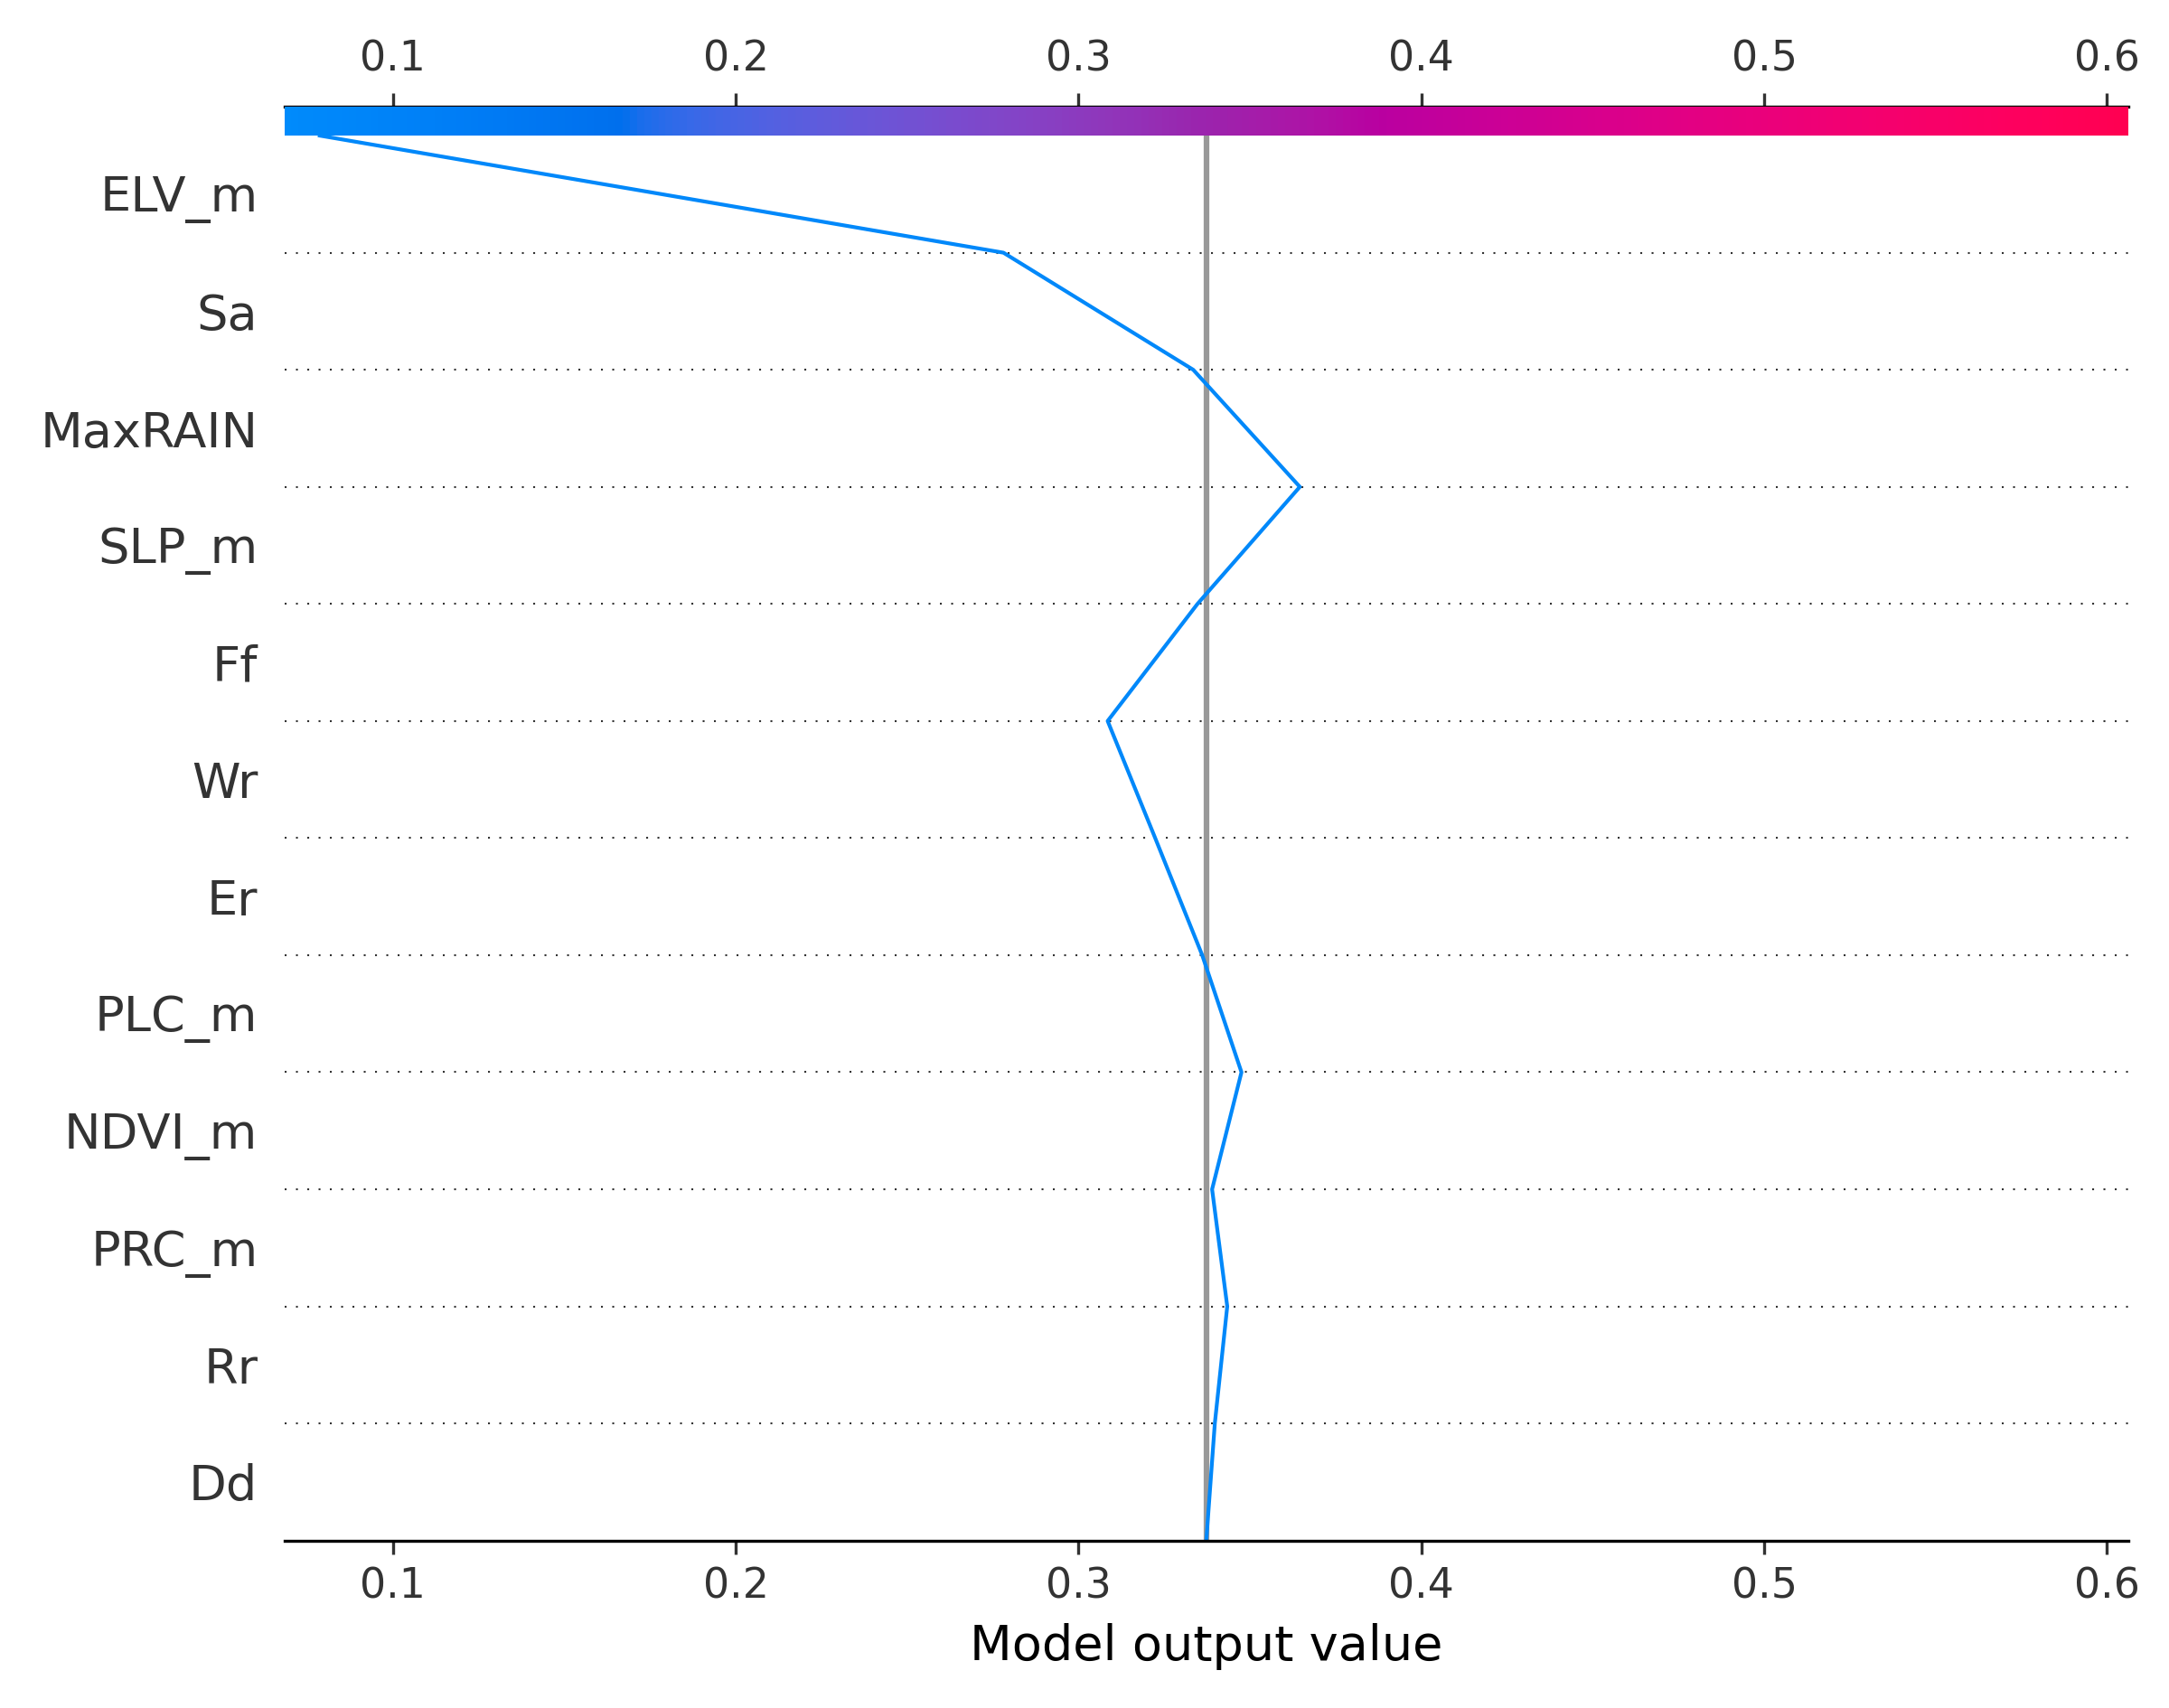 0.1 0.2 0.3 0.4 0.5 0.6
ELV_m
Sa
MaxRAIN
SLP_m
Ff
Wr
Er
PLC_m
NDVI_m
PRC_m
Rr
Dd
0.1 0.2 0.3 0.4 0.5 0.6
Model output value